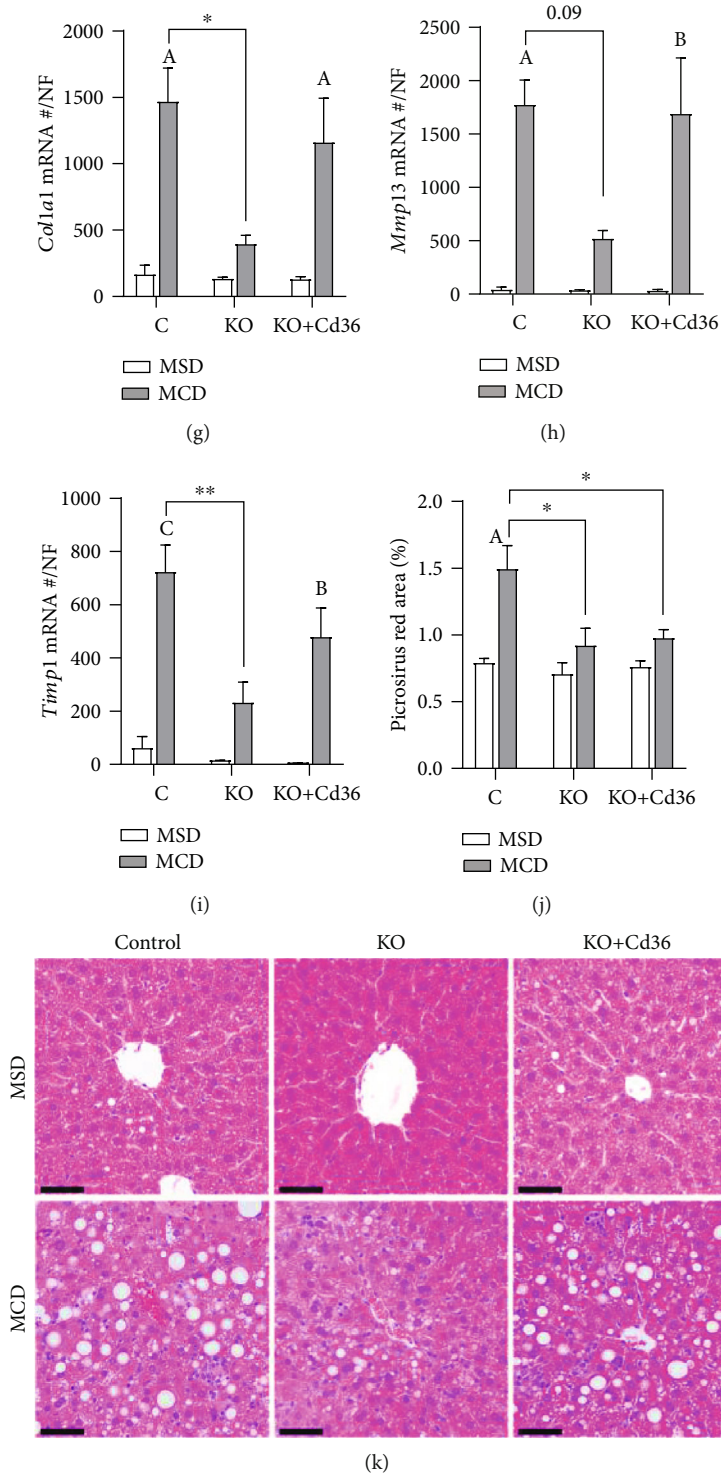 2000
1500
1000
500
0
Col1a1 mRNA #/NF
A
*
A
C
KO
KO+Cd36
MSD
MCD
(g)
2500
2000
1500
1000
500
0
Mmp13 mRNA #/NF
0.09
A
B
C
KO
KO+Cd36
MSD
MCD
(h)
1000
800
600
400
200
0
Timp1 mRNA #/NF
**
C
B
C
KO
KO+Cd36
MSD
MCD
(i)
2.0
1.5
1.0
0.5
0.0
Picrosirus red area (%)
*
*
A
C
KO
KO+Cd36
MSD
MCD
(j)
Control
KO
KO+Cd36
MSD
MCD
(k)